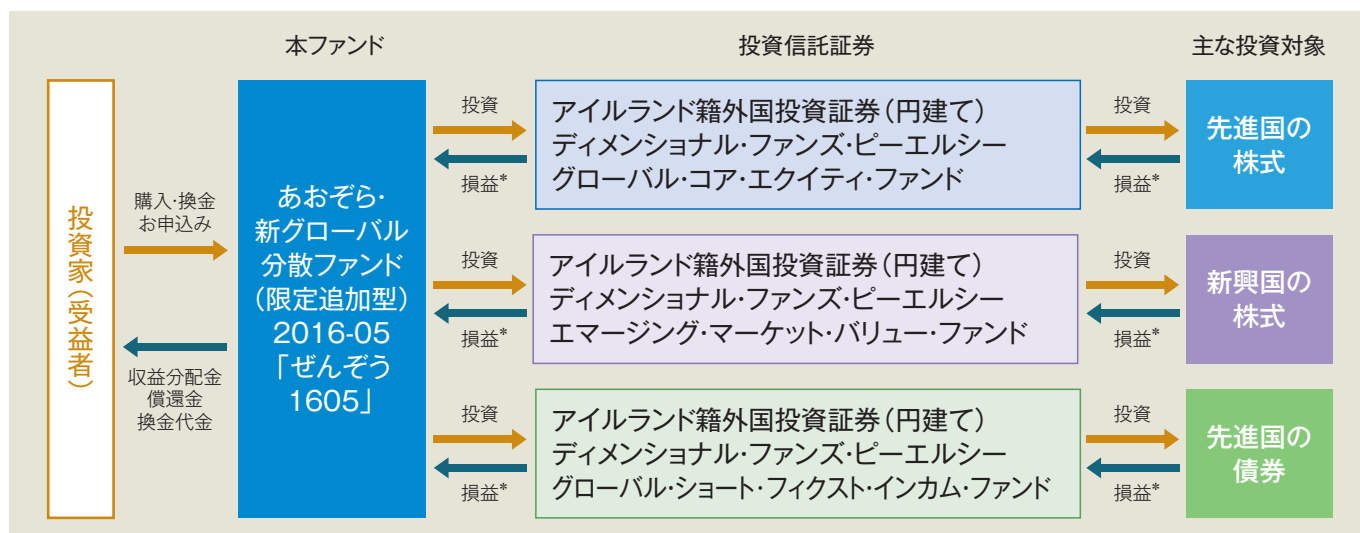 本ファンド
投資信託証券
主な投資対象
投資家（受益者）
購入・換金
お申込み
収益分配金
償還金
換金代金
あおぞら・
新グローバル
分散ファンド
（限定追加型）
2016-05
「ぜんぞう
1605」
投資
損益*
アイルランド籍外国投資証券（円建て）
ディメンショナル・ファンズ・ピーエルシー
グローバル・コア・エクイティ・ファンド
投資
損益*
先進国の
株式
投資
損益*
アイルランド籍外国投資証券（円建て）
ディメンショナル・ファンズ・ピーエルシー
エマージング・マーケット・バリュー・ファンド
投資
損益*
新興国の
株式
投資
損益*
アイルランド籍外国投資証券（円建て）
ディメンショナル・ファンズ・ピーエルシー
グローバル・ショート・フィクスト・インカム・ファンド
投資
損益*
先進国の
債券